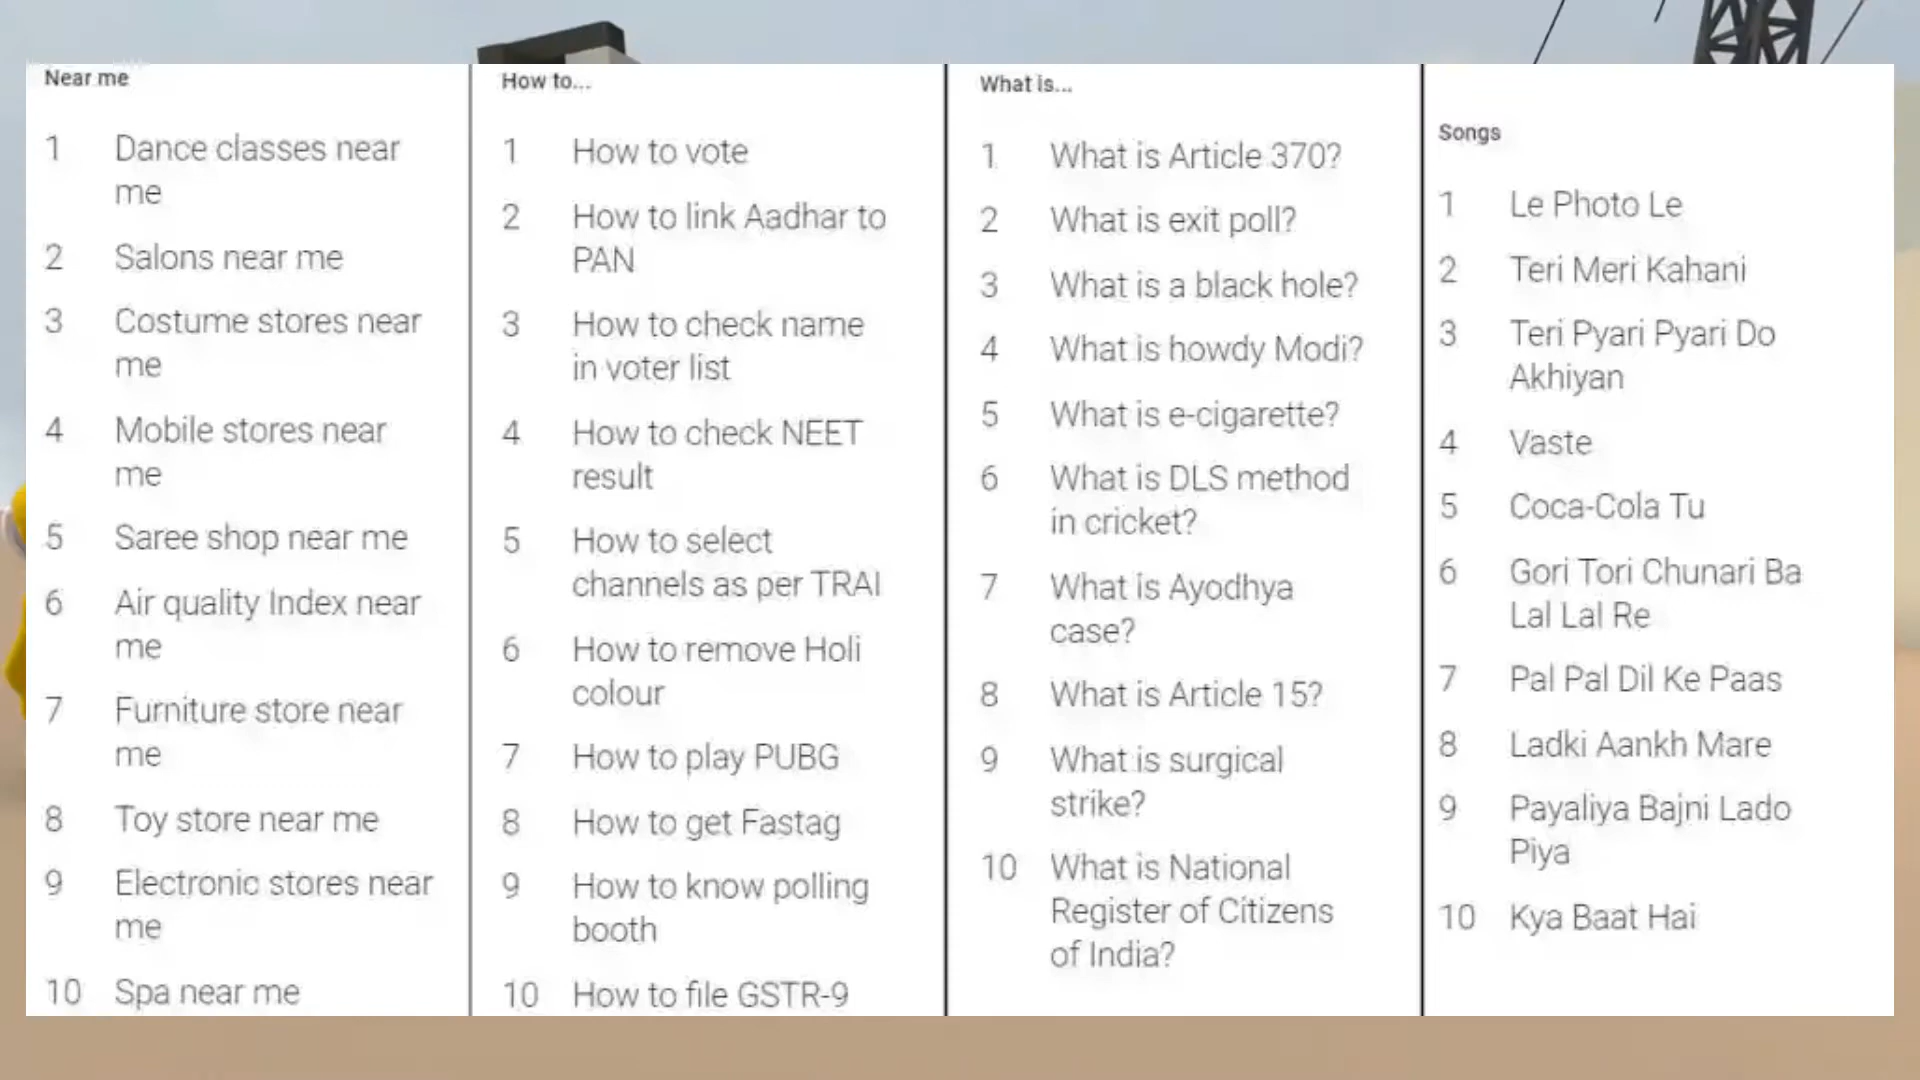 Near me
1 Dance classes near
me
2 Salons near me
3 Costume stores near
me
4 Mobile stores near
me
5 Saree shop near me
6 Air quality Index near
me
7 Furniture store near
me
8 Toy store near me
9 Electronic stores near
me
10 Spa near me
How to...
1 How to vote
2 How to link Aadhar to
PAN
3 How to check name
in voter list
4 How to check NEET
result
5 How to select
channels as per TRAI
6 How to remove Holi
colour
7 How to play PUBG
8 How to get Fastag
9 How to know polling
booth
10 How to file GSTR-9
What is...
1 What is Article 370?
2 What is exit poll?
3 What is a black hole?
4 What is howdy Modi?
5 What is e-cigarette?
6 What is DLS method
in cricket?
7 What is Ayodhya
case?
8 What is Article 15?
9 What is surgical
strike?
10 What is National
Register of Citizens
of India?
Songs
1 Le Photo Le
2 Teri Meri Kahani
3 Teri Pyari Pyari Do
Akhiyan
4 Vaste
5 Coca-Cola Tu
6 Gori Tori Chunari Ba
Lal Lal Re
7 Pal Pal Dil Ke Paas
8 Ladki Aankh Mare
9 Payaliya Bajni Lado
Piya
10 Kya Baat Hai